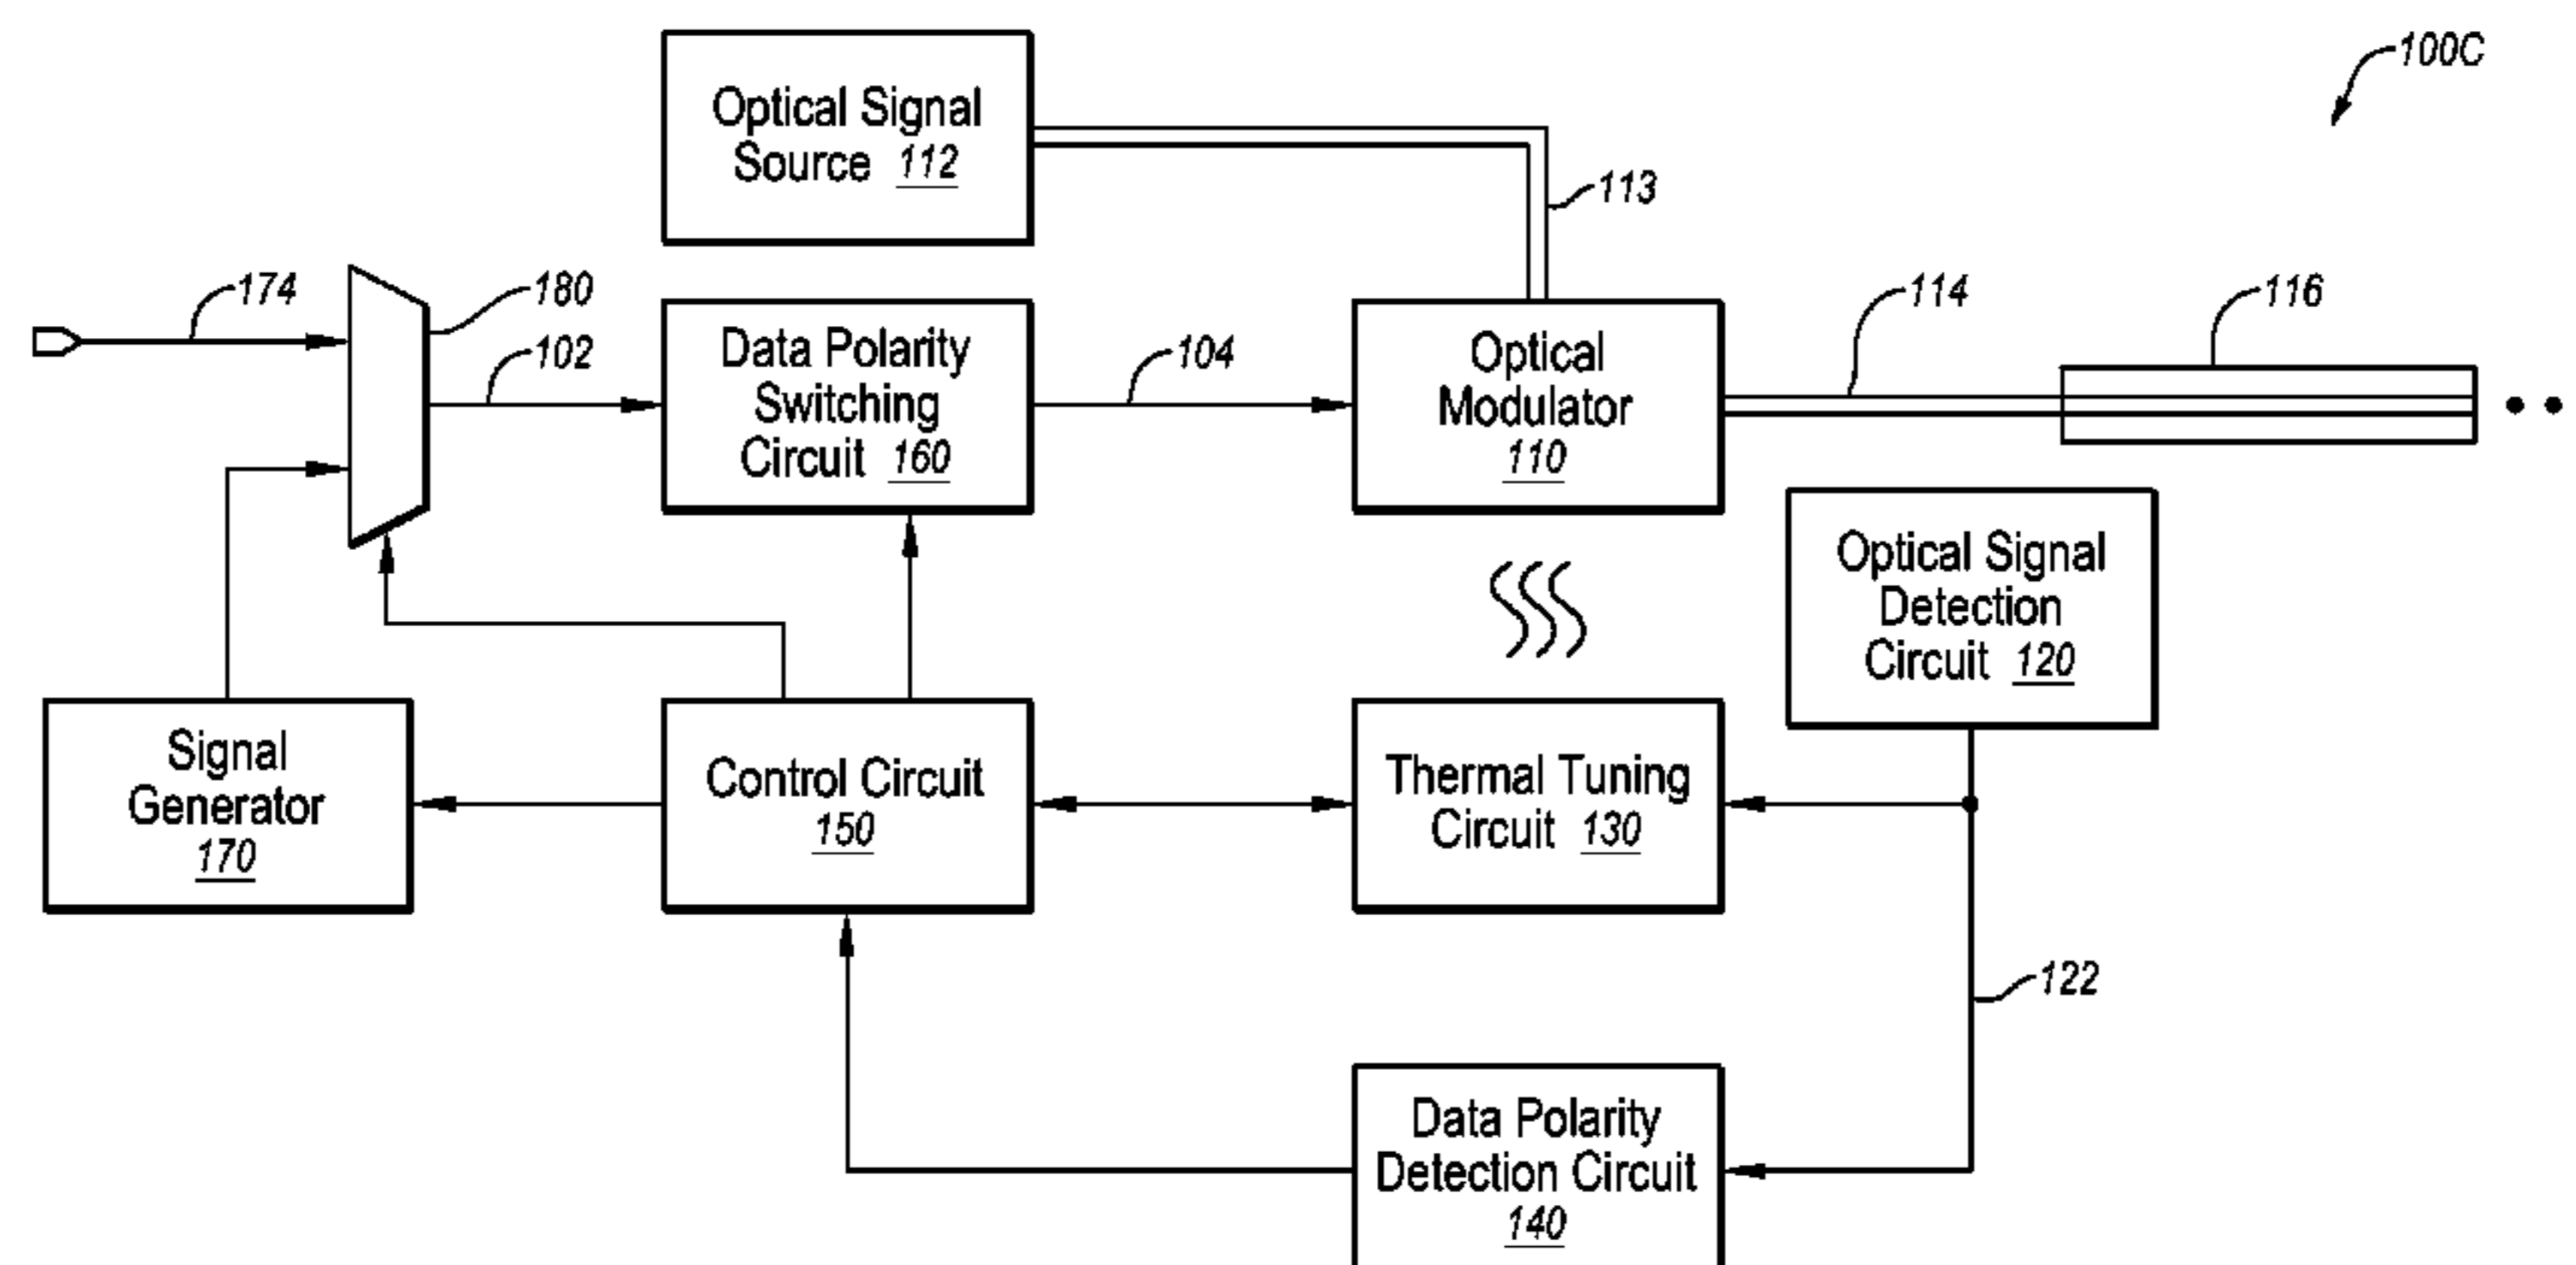 100C
Optical Signal
Source 112
113
174
180
102
Data Polarity
Switching
Circuit 160
104
Optical
Modulator
110
114
116
Optical Signal
Detection
Circuit 120
Signal
Generator
170
Control Circuit
150
Thermal Tuning
Circuit 130
122
Data Polarity
Detection Circuit
140